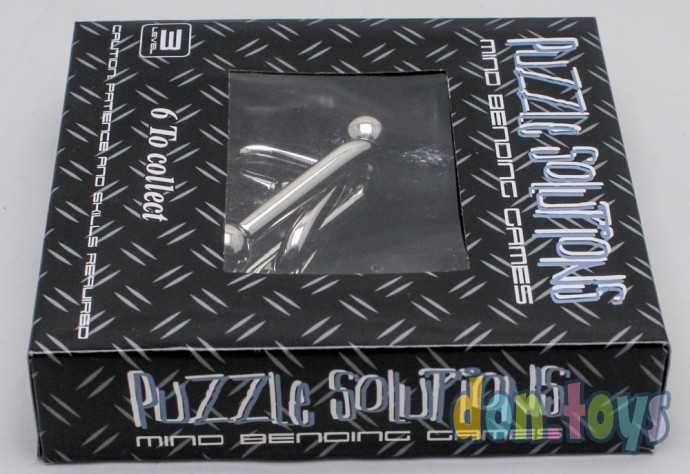 PUZZLE SOLUTIONS
MIND BENDING GAMES
3
LEVEL
6 To collect
CAUTION: PATIENCE AND SKILLS REQUIRED
PUZZLE SOLUTIONS
MIND BENDING GAMES
den_toys